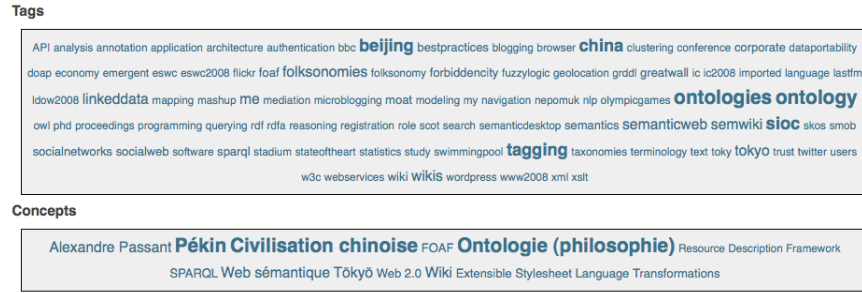 Tags
API analysis annotation application architecture authentication bbc beijing bestpractices blogging browser china clustering conference corporate dataportability
doap economy emergent eswc eswc2008 flickr foaf folksonomies folksonomy forbiddencity fuzzylogic geolocation grddl greatwall ic ic2008 imported language lastfm
ldow2008 linkeddata mapping mashup me mediation microblogging moat modeling my navigation nepomuk nlp olympicgames ontologies ontology
owl phd proceedings programming querying rdf rdfa reasoning registration role scot search semanticdesktop semantics semanticweb semwiki sioc skos smob
socialnetworks socialweb software sparql stadium stateoftheart statistics study swimmingpool tagging taxonomies terminology text toky tokyo trust twitter users
w3c webservices wiki wikis wordpress www2008 xml xslt
Concepts
Alexandre Passant Pékin Civilisation chinoise FOAF Ontologie (philosophie) Resource Description Framework
SPARQL Web sémantique Tōkyō Web 2.0 Wiki Extensible Stylesheet Language Transformations